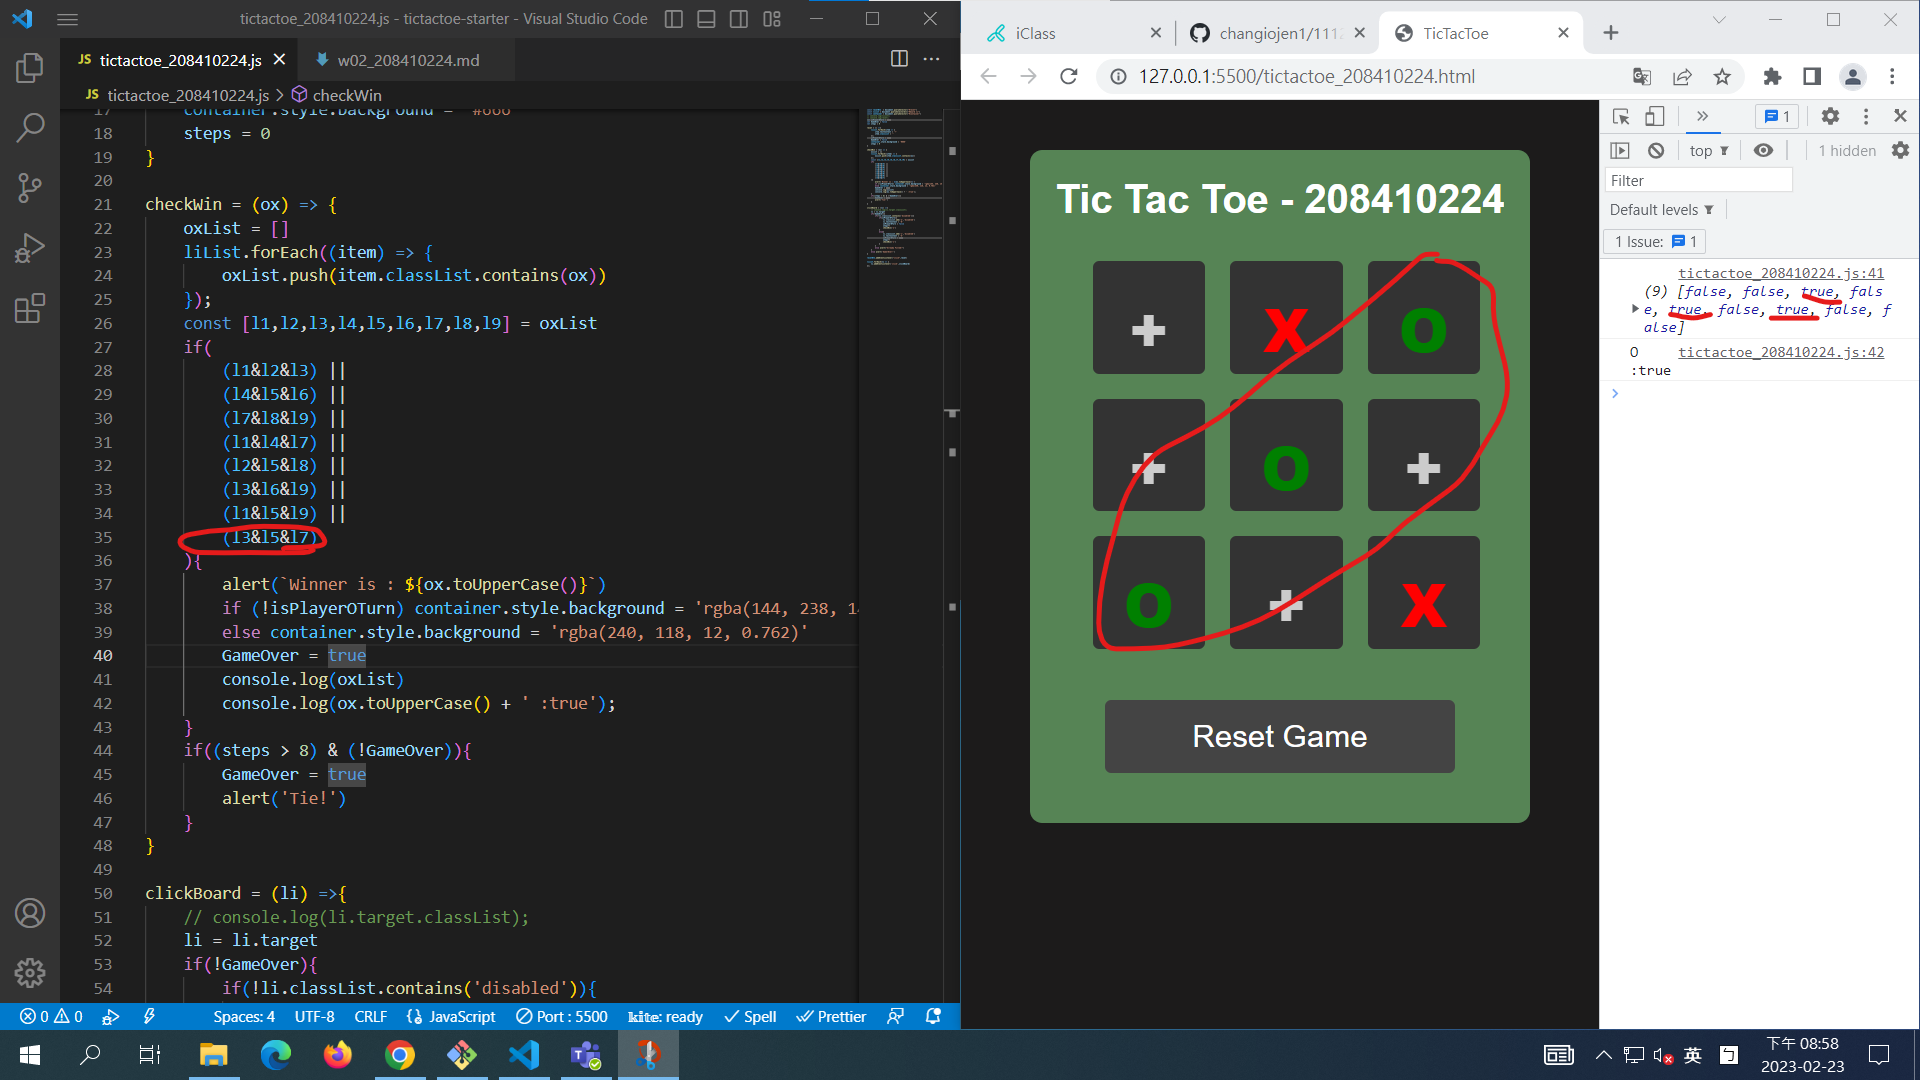 tictactoe_208410224.js - tictactoe-starter - Visual Studio Code
JS tictactoe_208410224.js
w02_208410224.md
JS tictactoe_208410224.js > checkWin
17 container.style.background = '#666'
18 steps = 0
19 }
20
21 checkWin = (ox) => {
22 oxList = []
23 liList.forEach((item) => {
24 oxList.push(item.classList.contains(ox))
25 });
26 const [l1,l2,l3,l4,l5,l6,l7,l8,l9] = oxList
27 if(
28 (l1&l2&l3) ||
29 (l4&l5&l6) ||
30 (l7&l8&l9) ||
31 (l1&l4&l7) ||
32 (l2&l5&l8) ||
33 (l3&l6&l9) ||
34 (l1&l5&l9) ||
35 (l3&l5&l7)
36 ){
37 alert(`Winner is : ${ox.toUpperCase()}`)
38 if (!isPlayerOTurn) container.style.background = 'rgba(144, 238, 14
39 else container.style.background = 'rgba(240, 118, 12, 0.762)'
40 GameOver = true
41 console.log(oxList)
42 console.log(ox.toUpperCase() + ' :true');
43 }
44 if((steps > 8) & (!GameOver)){
45 GameOver = true
46 alert('Tie!')
47 }
48 }
49
50 clickBoard = (li) =>{
51 // console.log(li.target.classList);
52 li = li.target
53 if(!GameOver){
54 if(!li.classList.contains('disabled')){
0 0 Spaces: 4 UTF-8 CRLF JavaScript Port : 5500 kite: ready Spell Prettier
iClass
changiojen1/1112
TicTacToe
127.0.0.1:5500/tictactoe_208410224.html
Tic Tac Toe - 208410224
+ X O
+ O +
O + X
Reset Game
1
top
1 hidden
Filter
Default levels
1 Issue: 1
tictactoe_208410224.js:41
(9) [false, false, true, fals
e, true, false, true, false, f
alse]
O tictactoe_208410224.js:42
:true
英
下午 08:58
2023-02-23